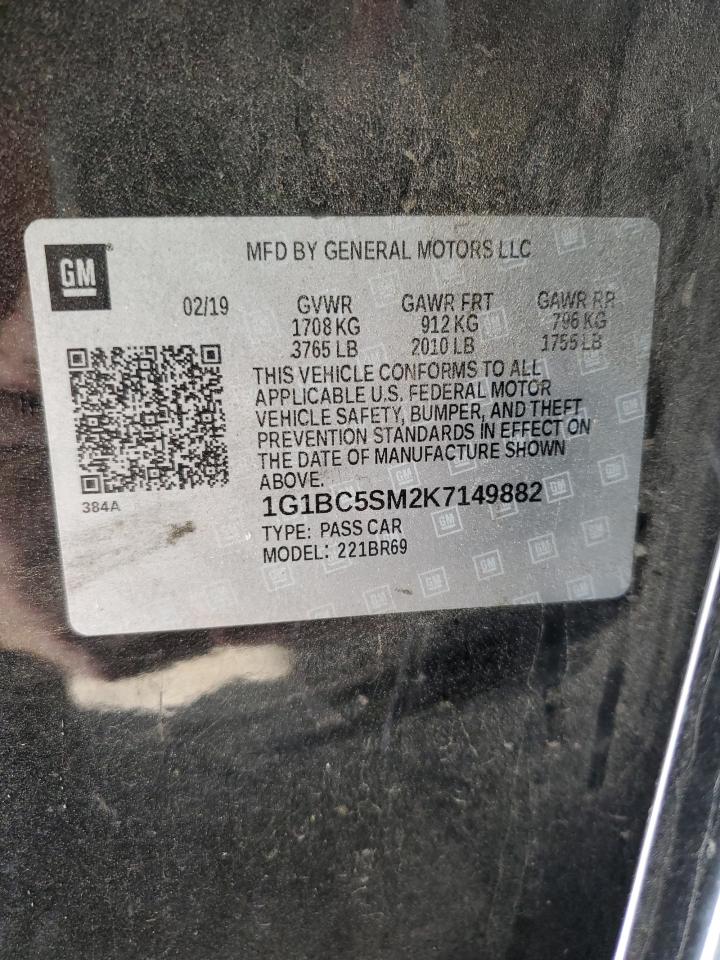 GM
MFD BY GENERAL MOTORS LLC
02/19 GVWR GAWR FRT GAWR RR
1708 KG 912 KG 796 KG
3765 LB 2010 LB 1755 LB
THIS VEHICLE CONFORMS TO ALL
APPLICABLE U.S. FEDERAL MOTOR
VEHICLE SAFETY, BUMPER, AND THEFT
PREVENTION STANDARDS IN EFFECT ON
THE DATE OF MANUFACTURE SHOWN
ABOVE.
384A
1G1BC5SM2K7149882
TYPE: PASS CAR
MODEL: 221BR69